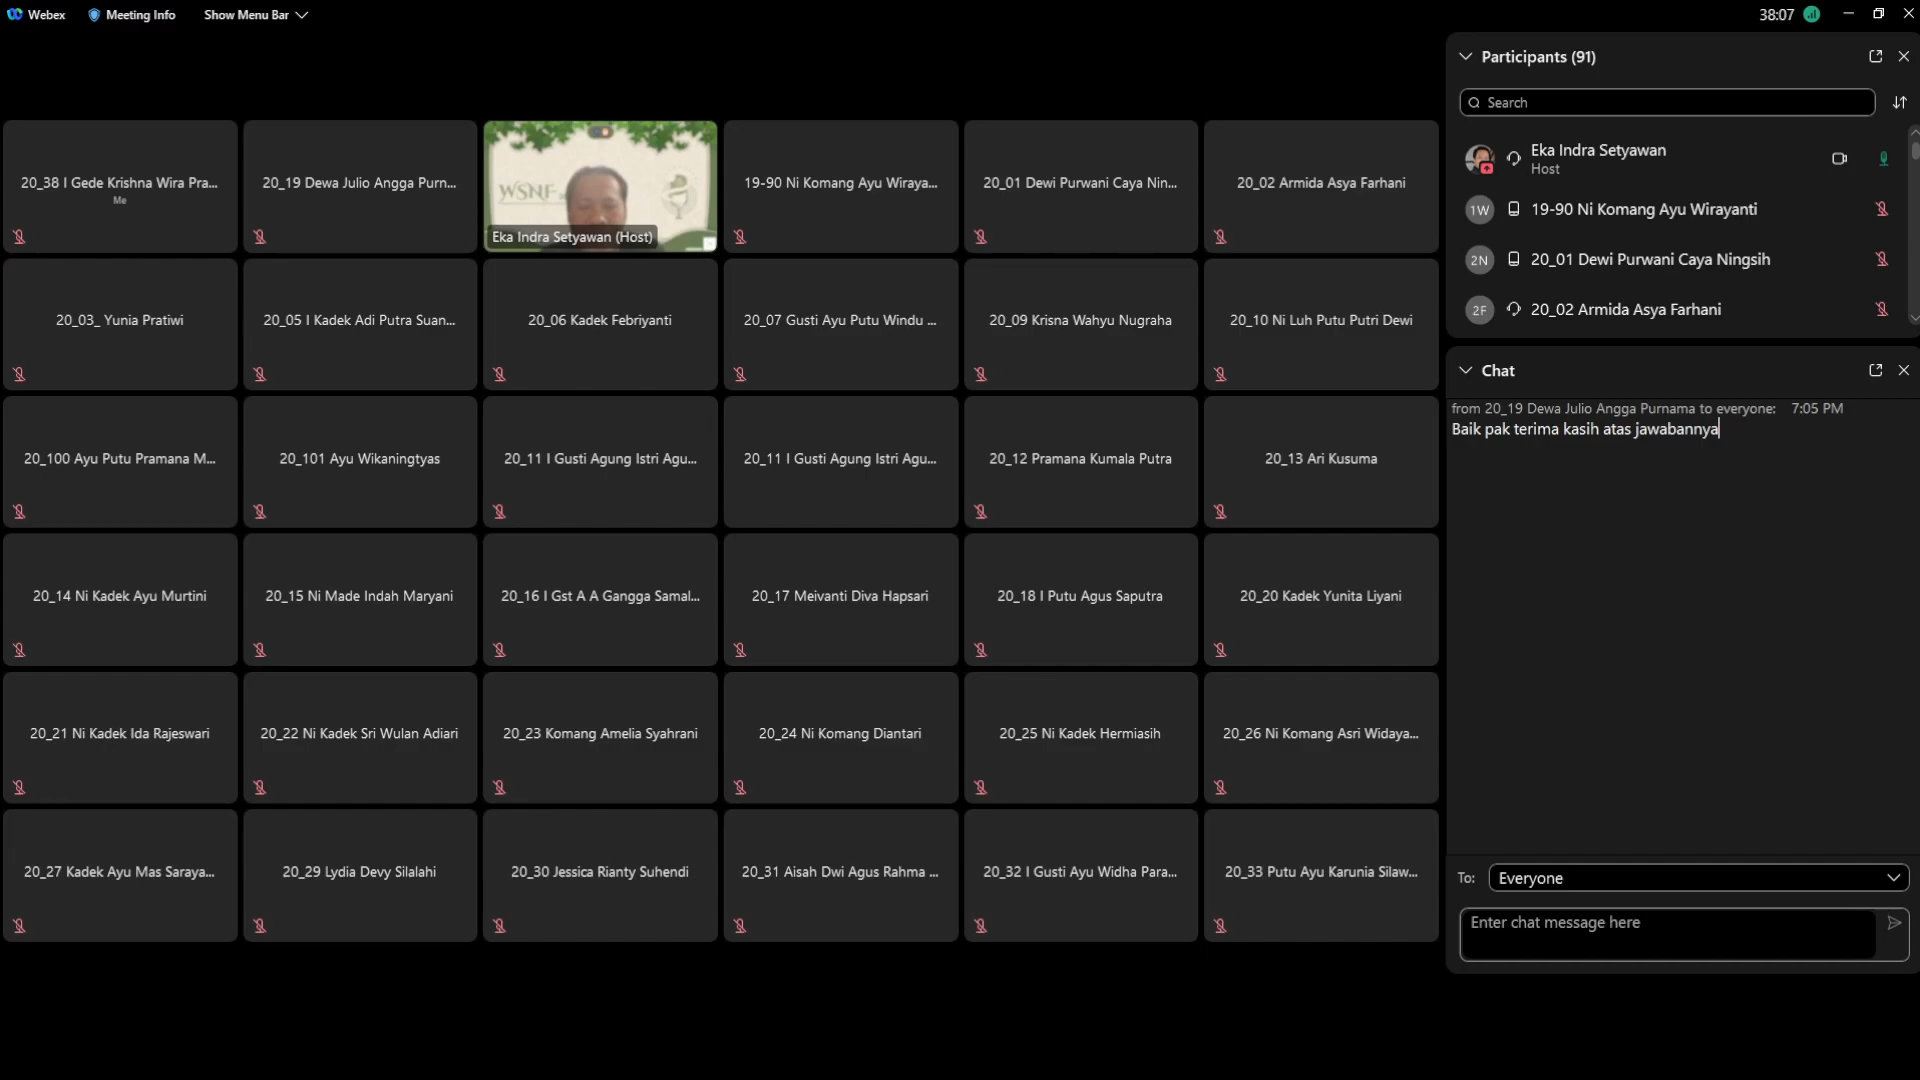 Webex
Meeting Info
Show Menu Bar
38:07
20_38 I Gede Krishna Wira Pra...
Me
20_19 Dewa Julio Angga Purn...
WSNF
Eka Indra Setyawan (Host)
19-90 Ni Komang Ayu Wiraya...
20_01 Dewi Purwani Caya Nin...
20_02 Armida Asya Farhani
20_03_ Yunia Pratiwi
20_05 I Kadek Adi Putra Suan...
20_06 Kadek Febriyanti
20_07 Gusti Ayu Putu Windu ...
20_09 Krisna Wahyu Nugraha
20_10 Ni Luh Putu Putri Dewi
20_100 Ayu Putu Pramana M...
20_101 Ayu Wikaningtyas
20_11 I Gusti Agung Istri Agu...
20_11 I Gusti Agung Istri Agu...
20_12 Pramana Kumala Putra
20_13 Ari Kusuma
20_14 Ni Kadek Ayu Murtini
20_15 Ni Made Indah Maryani
20_16 I Gst A A Gangga Samal...
20_17 Meivanti Diva Hapsari
20_18 I Putu Agus Saputra
20_20 Kadek Yunita Liyani
20_21 Ni Kadek Ida Rajeswari
20_22 Ni Kadek Sri Wulan Adiari
20_23 Komang Amelia Syahrani
20_24 Ni Komang Diantari
20_25 Ni Kadek Hermiasih
20_26 Ni Komang Asri Widaya...
20_27 Kadek Ayu Mas Saraya...
20_29 Lydia Devy Silalahi
20_30 Jessica Rianty Suhendi
20_31 Aisah Dwi Agus Rahma ...
20_32 I Gusti Ayu Widha Para...
20_33 Putu Ayu Karunia Silaw...
Participants (91)
Search
Eka Indra Setyawan
Host
1W 19-90 Ni Komang Ayu Wirayanti
2N 20_01 Dewi Purwani Caya Ningsih
2F 20_02 Armida Asya Farhani
Chat
from 20_19 Dewa Julio Angga Purnama to everyone: 7:05 PM
Baik pak terima kasih atas jawabannya
To: Everyone
Enter chat message here